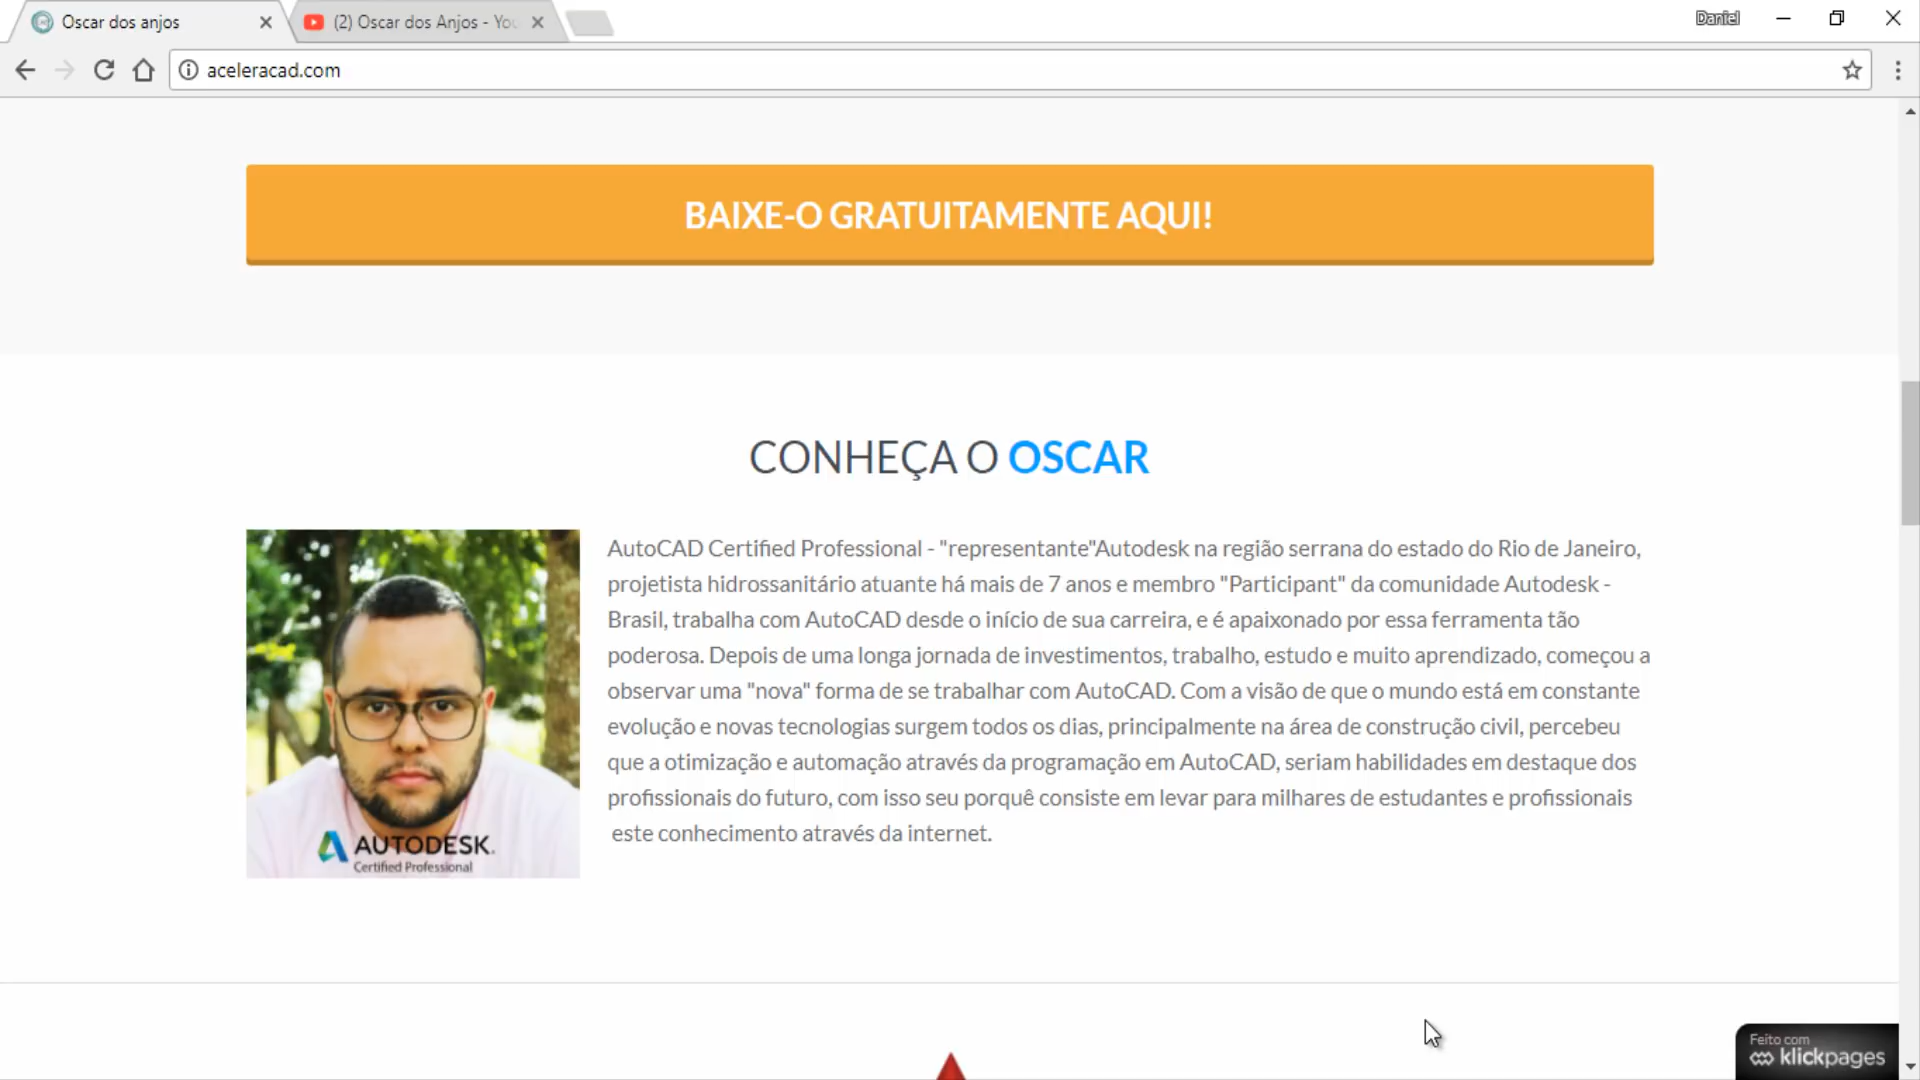 Oscar dos anjos
(2) Oscar dos Anjos - You
Daniel
aceleracad.com
BAIXE-O GRATUITAMENTE AQUI!
CONHEÇA O OSCAR
AutoCAD Certified Professional - "representante"Autodesk na região serrana do estado do Rio de Janeiro,
projetista hidrossanitário atuante há mais de 7 anos e membro "Participant" da comunidade Autodesk -
Brasil, trabalha com AutoCAD desde o início de sua carreira, e é apaixonado por essa ferramenta tão
poderosa. Depois de uma longa jornada de investimentos, trabalho, estudo e muito aprendizado, começou a
observar uma "nova" forma de se trabalhar com AutoCAD. Com a visão de que o mundo está em constante
evolução e novas tecnologias surgem todos os dias, principalmente na área de construção civil, percebeu
que a otimização e automação através da programação em AutoCAD, seriam habilidades em destaque dos
profissionais do futuro, com isso seu porquê consiste em levar para milhares de estudantes e profissionais
este conhecimento através da internet.
AUTODESK.
Certified Professional
Feito com
klickpages